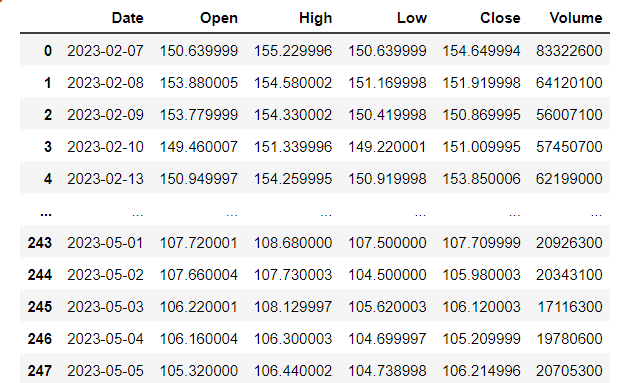 Date Open High Low Close Volume
0 2023-02-07 150.639999 155.229996 150.639999 154.649994 83322600
1 2023-02-08 153.880005 154.580002 151.169998 151.919998 64120100
2 2023-02-09 153.779999 154.330002 150.419998 150.869995 56007100
3 2023-02-10 149.460007 151.339996 149.220001 151.009995 57450700
4 2023-02-13 150.949997 154.259995 150.919998 153.850006 62199000
... ... ... ... ... ... ...
243 2023-05-01 107.720001 108.680000 107.500000 107.709999 20926300
244 2023-05-02 107.660004 107.730003 104.500000 105.980003 20343100
245 2023-05-03 106.220001 108.129997 105.620003 106.120003 17116300
246 2023-05-04 106.160004 106.300003 104.699997 105.209999 19780600
247 2023-05-05 105.320000 106.440002 104.738998 106.214996 20705300